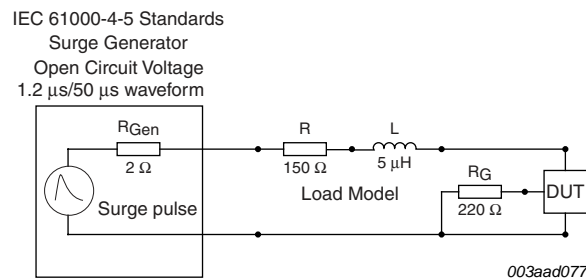 IEC 61000-4-5 Standards
Surge Generator
Open Circuit Voltage
1.2 μs/50 μs waveform
RGen
2 Ω
Surge pulse
R
150 Ω
L
5 μH
Load Model
RG
220 Ω
DUT
003aad077